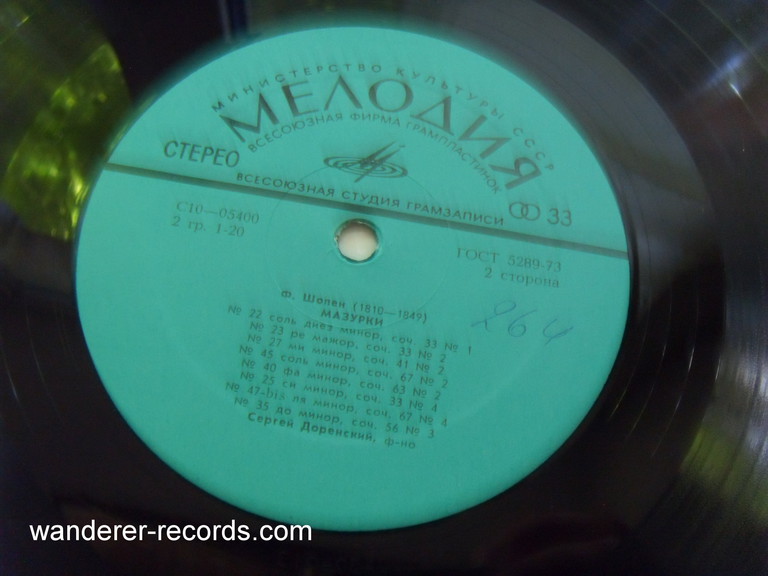 МИНИСТЕРСТВО КУЛЬТУРЫ СССР
МЕЛОДИЯ
ВСЕСОЮЗНАЯ ФИРМА ГРАМПЛАСТИНОК
СТЕРЕО
ВСЕСОЮЗНАЯ СТУДИЯ ГРАМЗАПИСИ
33
С10—05400
2 гр. 1-20
ГОСТ 5289-73
2 сторона
Ф. Шопен (1810—1849)
МАЗУРКИ
№ 22 соль диез минор, соч. 33 № 1
№ 23 ре мажор, соч. 33 № 2
№ 27 ми минор, соч. 41 № 2
№ 45 соль минор, соч. 67 № 2
№ 40 фа минор, соч. 63 № 2
№ 25 си минор, соч. 33 № 4
№ 47-bis ля минор, соч. 67 № 4
№ 35 до минор, соч. 56 № 3
Сергей Доренский, ф-но
264
wanderer-records.com